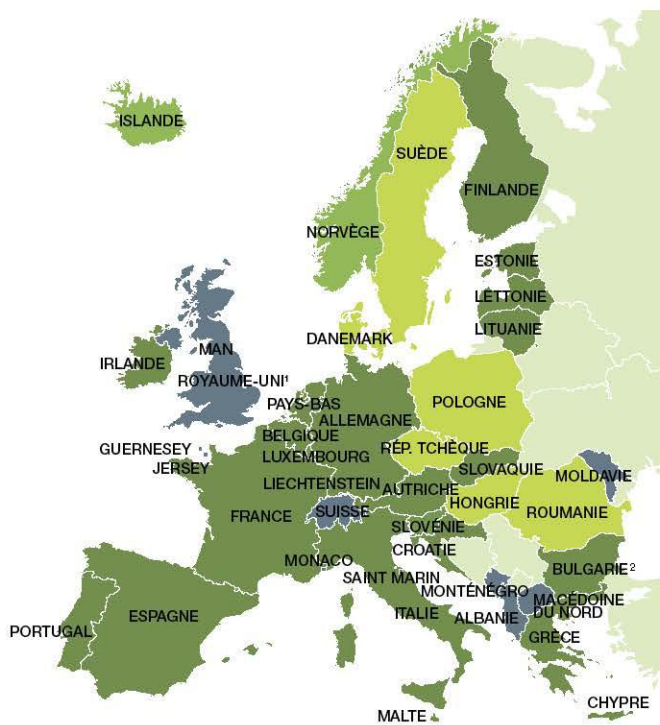 ISLANDE
SUÈDE
FINLANDE
NORVÈGE
ESTONIE
LETTONIE
LITUANIE
DANEMARK
MAN
IRLANDE
ROYAUME-UNI¹
POLOGNE
PAYS-BAS
ALLEMAGNE
BELGIQUE
RÉP. TCHÈQUE
GUERNESEY
LUXEMBOURG
JERSEY
SLOVAQUIE
MOLDAVIE
LIECHTENSTEIN
AUTRICHE
HONGRIE
FRANCE
SUISSE
ROUMANIE
SLOVÉNIE
CROATIE
MONACO
BULGARIE²
SAINT MARIN
MONTÉNÉGRO
MACÉDOINE
DU NORD
ESPAGNE
ITALIE
ALBANIE
PORTUGAL
GRÈCE
CHYPRE
MALTE